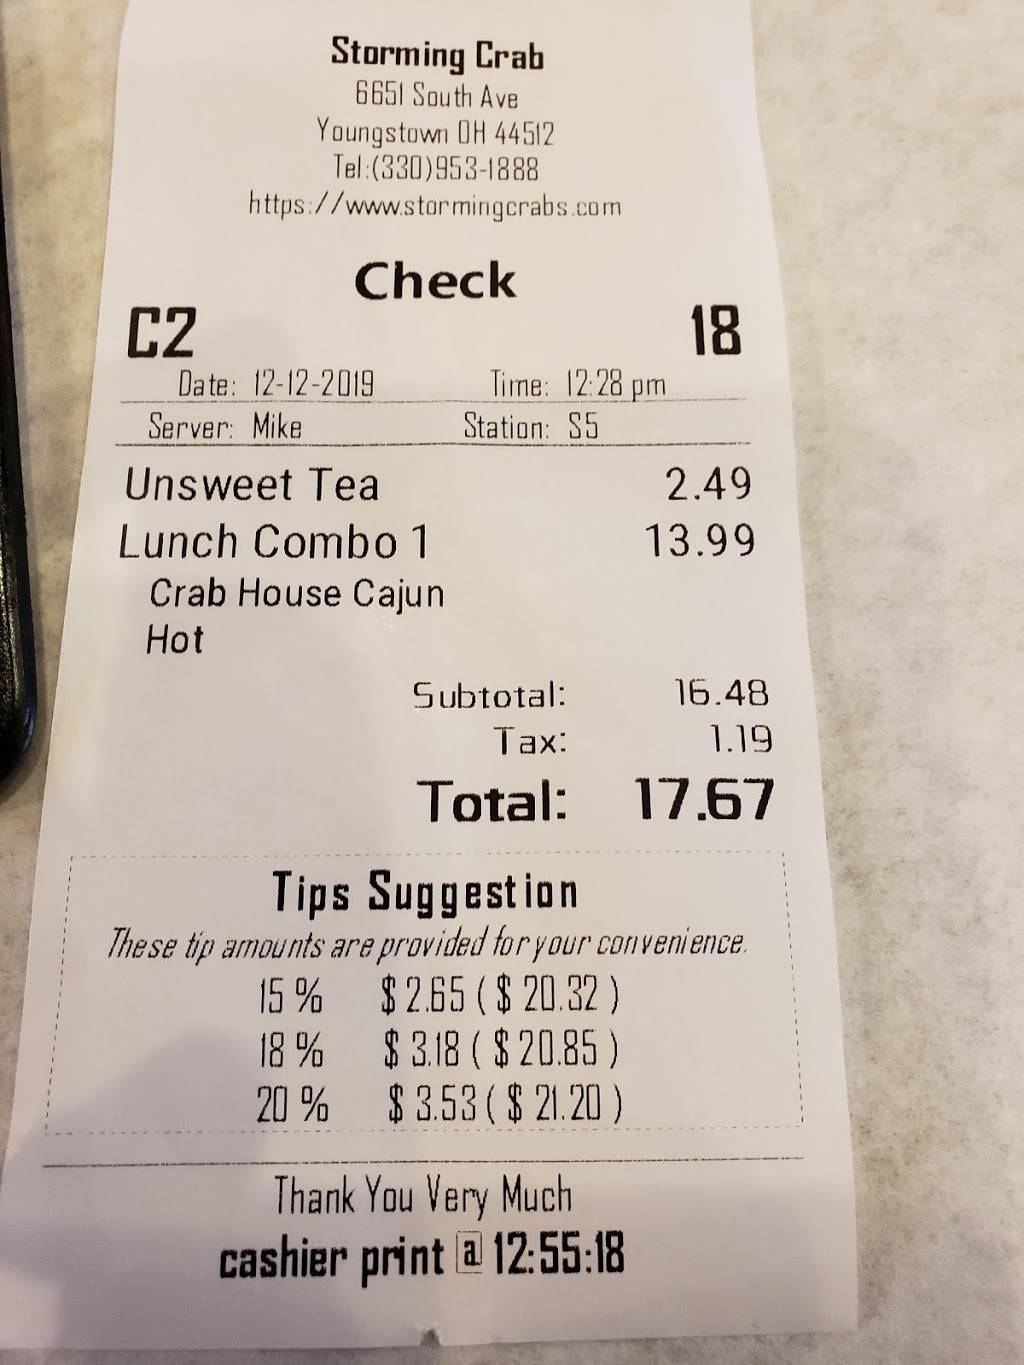 Storming Crab
6651 South Ave
Youngstown OH 44512
Tel:(330)953-1888
https://www.stormingcrabs.com
Check
C2 18
Date: 12-12-2019 Time: 12:28 pm
Server: Mike Station: S5
Unsweet Tea 2.49
Lunch Combo 1 13.99
Crab House Cajun
Hot
Subtotal: 16.48
Tax: 1.19
Total: 17.67
Tips Suggestion
These tip amounts are provided for your convenience.
15 % $ 2.65 ( $ 20.32 )
18 % $ 3.18 ( $ 20.85 )
20 % $ 3.53 ( $ 21.20 )
Thank You Very Much
cashier print @ 12:55:18